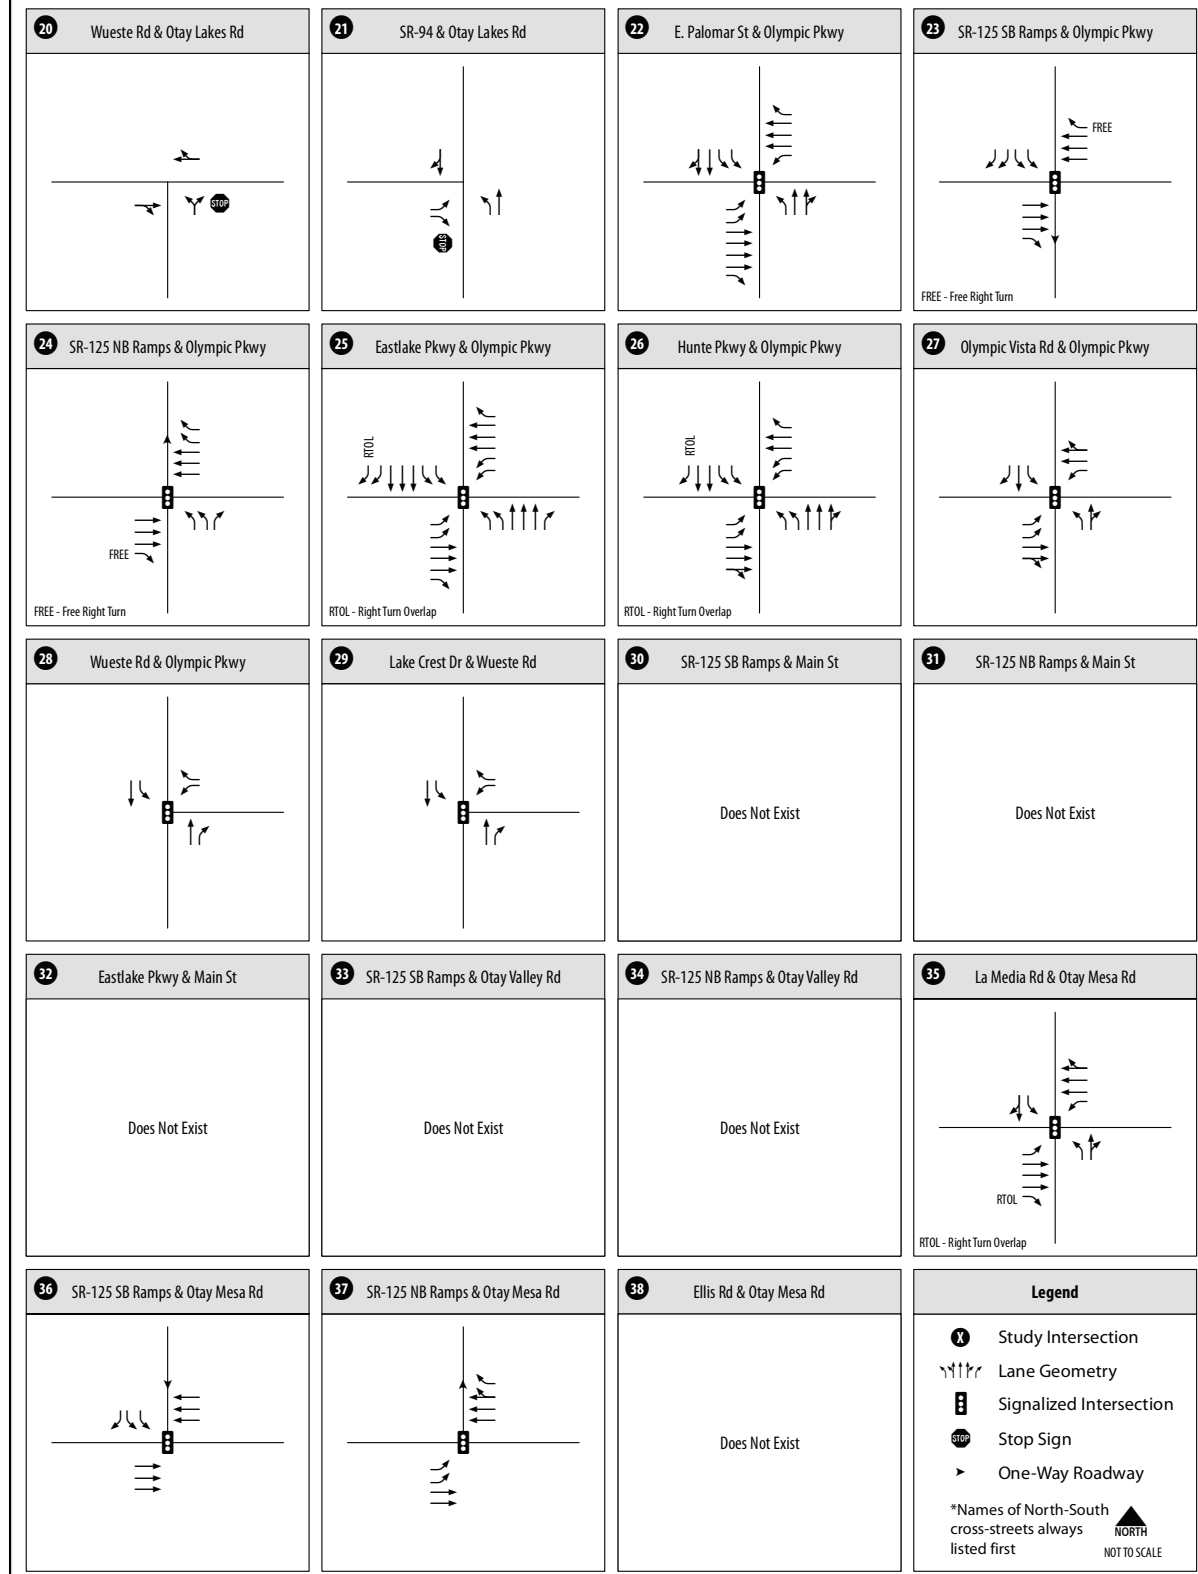 20 Wueste Rd & Otay Lakes Rd
STOP
21 SR-94 & Otay Lakes Rd
STOP
22 E. Palomar St & Olympic Pkwy
23 SR-125 SB Ramps & Olympic Pkwy
FREE
FREE - Free Right Turn
24 SR-125 NB Ramps & Olympic Pkwy
FREE
FREE - Free Right Turn
25 Eastlake Pkwy & Olympic Pkwy
RTOL
RTOL - Right Turn Overlap
26 Hunte Pkwy & Olympic Pkwy
RTOL
RTOL - Right Turn Overlap
27 Olympic Vista Rd & Olympic Pkwy
28 Wueste Rd & Olympic Pkwy
29 Lake Crest Dr & Wueste Rd
30 SR-125 SB Ramps & Main St
Does Not Exist
31 SR-125 NB Ramps & Main St
Does Not Exist
32 Eastlake Pkwy & Main St
Does Not Exist
33 SR-125 SB Ramps & Otay Valley Rd
Does Not Exist
34 SR-125 NB Ramps & Otay Valley Rd
Does Not Exist
35 La Media Rd & Otay Mesa Rd
RTOL
RTOL - Right Turn Overlap
36 SR-125 SB Ramps & Otay Mesa Rd
37 SR-125 NB Ramps & Otay Mesa Rd
38 Ellis Rd & Otay Mesa Rd
Does Not Exist
Legend
X Study Intersection
Lane Geometry
Signalized Intersection
STOP Stop Sign
One-Way Roadway
*Names of North-South
cross-streets always
listed first
NORTH
NOT TO SCALE